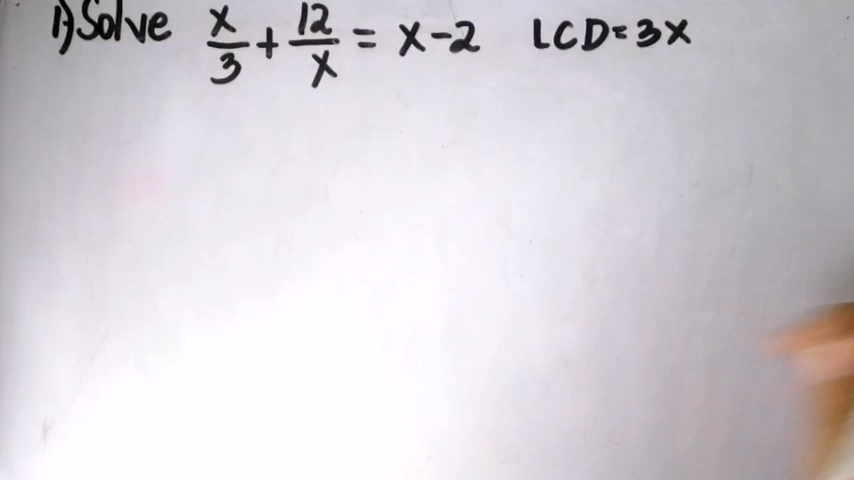 1) Solve x/3 + 12/x = x-2 LCD=3x